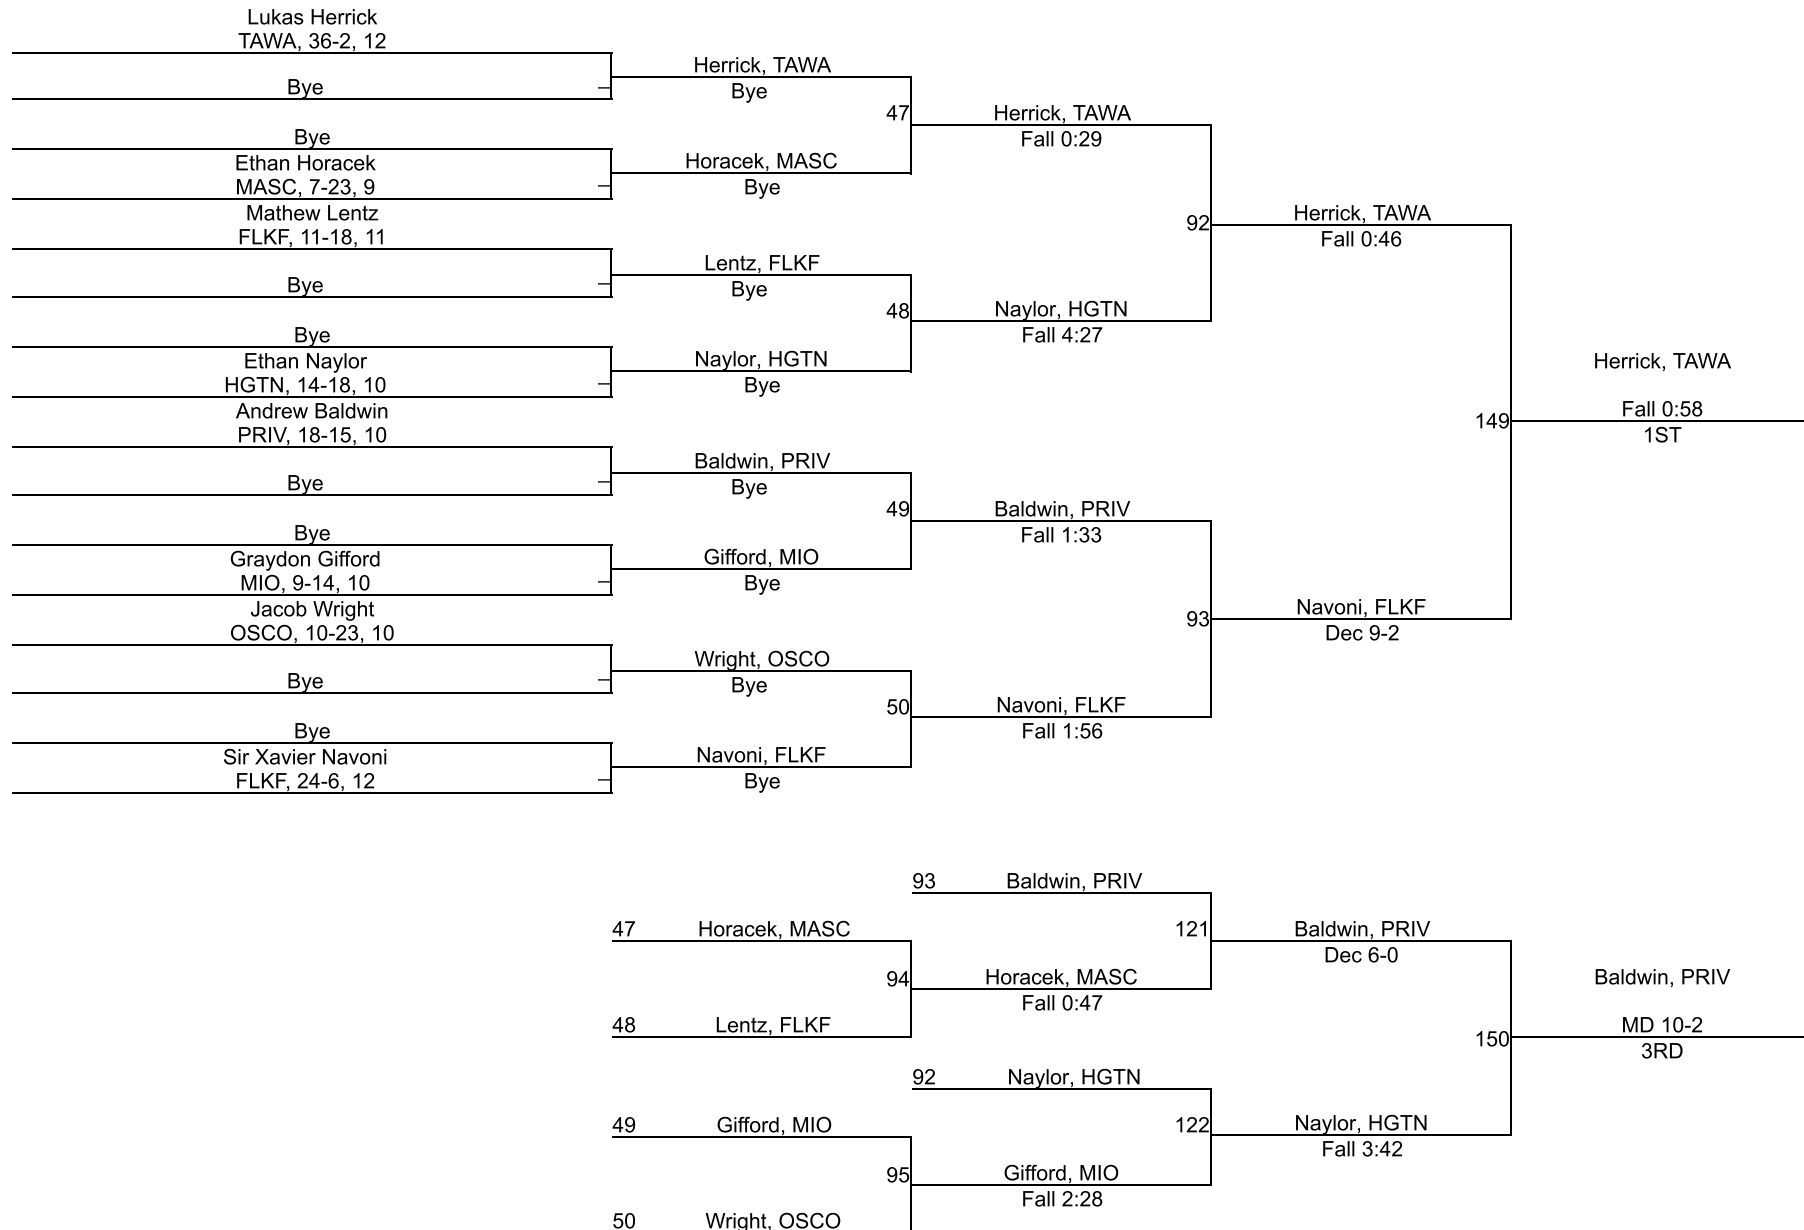 Lukas Herrick
TAWA, 36-2, 12
Bye
Bye
Ethan Horacek
MASC, 7-23, 9
Mathew Lentz
FLKF, 11-18, 11
Bye
Bye
Ethan Naylor
HGTN, 14-18, 10
Andrew Baldwin
PRIV, 18-15, 10
Bye
Bye
Graydon Gifford
MIO, 9-14, 10
Jacob Wright
OSCO, 10-23, 10
Bye
Bye
Sir Xavier Navoni
FLKF, 24-6, 12
Herrick, TAWA
Bye
47
Horacek, MASC
Bye
Lentz, FLKF
Bye
48
Naylor, HGTN
Bye
Baldwin, PRIV
Bye
49
Gifford, MIO
Bye
Wright, OSCO
Bye
50
Navoni, FLKF
Bye
Herrick, TAWA
Fall 0:29
92
Naylor, HGTN
Fall 4:27
Baldwin, PRIV
Fall 1:33
93
Navoni, FLKF
Fall 1:56
Herrick, TAWA
Fall 0:46
149
Navoni, FLKF
Dec 9-2
Herrick, TAWA
Fall 0:58
1ST
93 Baldwin, PRIV
47 Horacek, MASC
121
94
Horacek, MASC
Fall 0:47
48 Lentz, FLKF
92 Naylor, HGTN
49 Gifford, MIO
122
95
Gifford, MIO
Fall 2:28
50 Wright, OSCO
Baldwin, PRIV
Dec 6-0
150
Naylor, HGTN
Fall 3:42
Baldwin, PRIV
MD 10-2
3RD